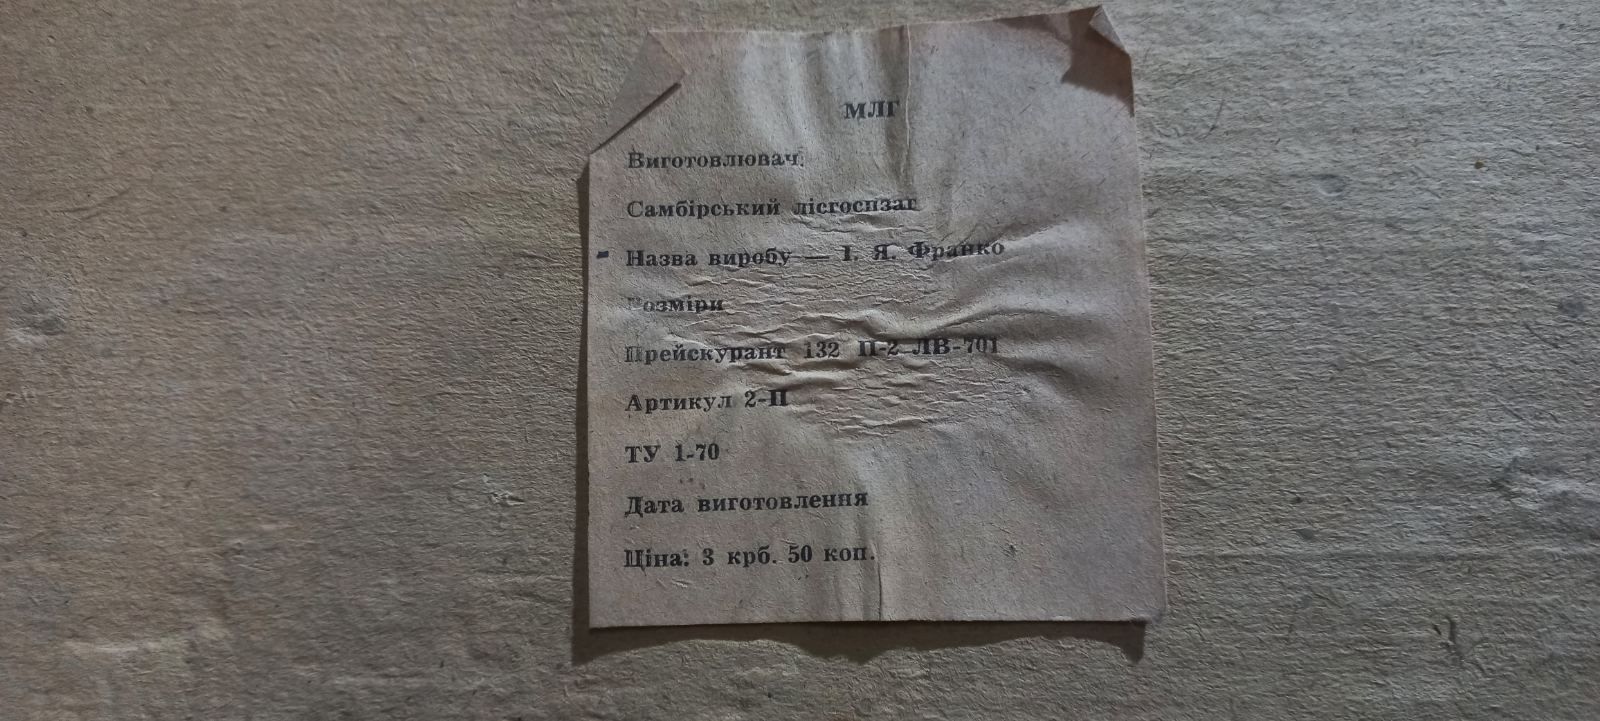 МЛГ
Виготовлювач:
Самбірський лісгоспзаг
Назва виробу — І. Я. Франко
Розміри
Прейскурант 132 П-2 ЛВ-701
Артикул 2-П
ТУ 1-70
Дата виготовлення
Ціна: 3 крб. 50 коп.